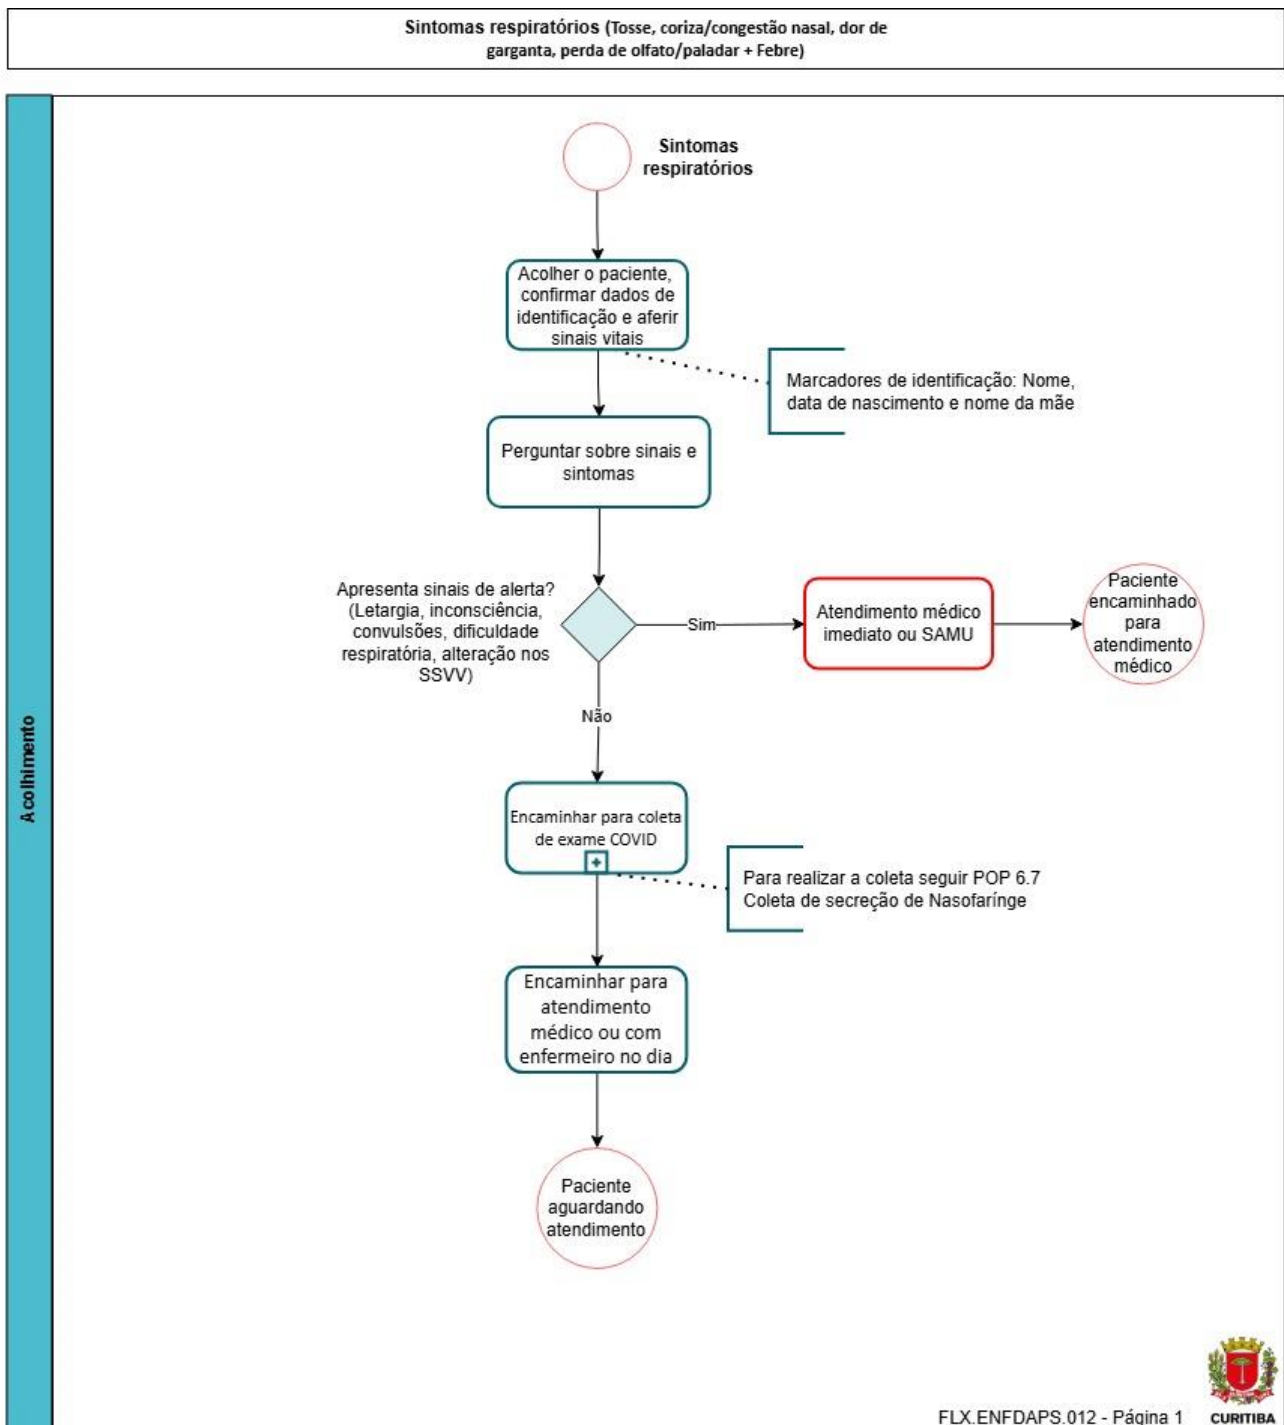 Sintomas respiratórios (Tosse, coriza/congestão nasal, dor de
garganta, perda de olfato/paladar + Febre)
Acolhimento
Sintomas
respiratórios
Acolher o paciente,
confirmar dados de
identificação e aferir
sinais vitais
Marcadores de identificação: Nome,
data de nascimento e nome da mãe
Perguntar sobre sinais e
sintomas
Apresenta sinais de alerta?
(Letargia, inconsciência,
convulsões, dificuldade
respiratória, alteração nos
SSVV)
Sim
Atendimento médico
imediato ou SAMU
Paciente
encaminhado
para
atendimento
médico
Não
Encaminhar para coleta
de exame COVID
Para realizar a coleta seguir POP 6.7
Coleta de secreção de Nasofarínge
Encaminhar para
atendimento
médico ou com
enfermeiro no dia
Paciente
aguardando
atendimento
FLX.ENFDAPS.012 - Página 1
CURITIBA